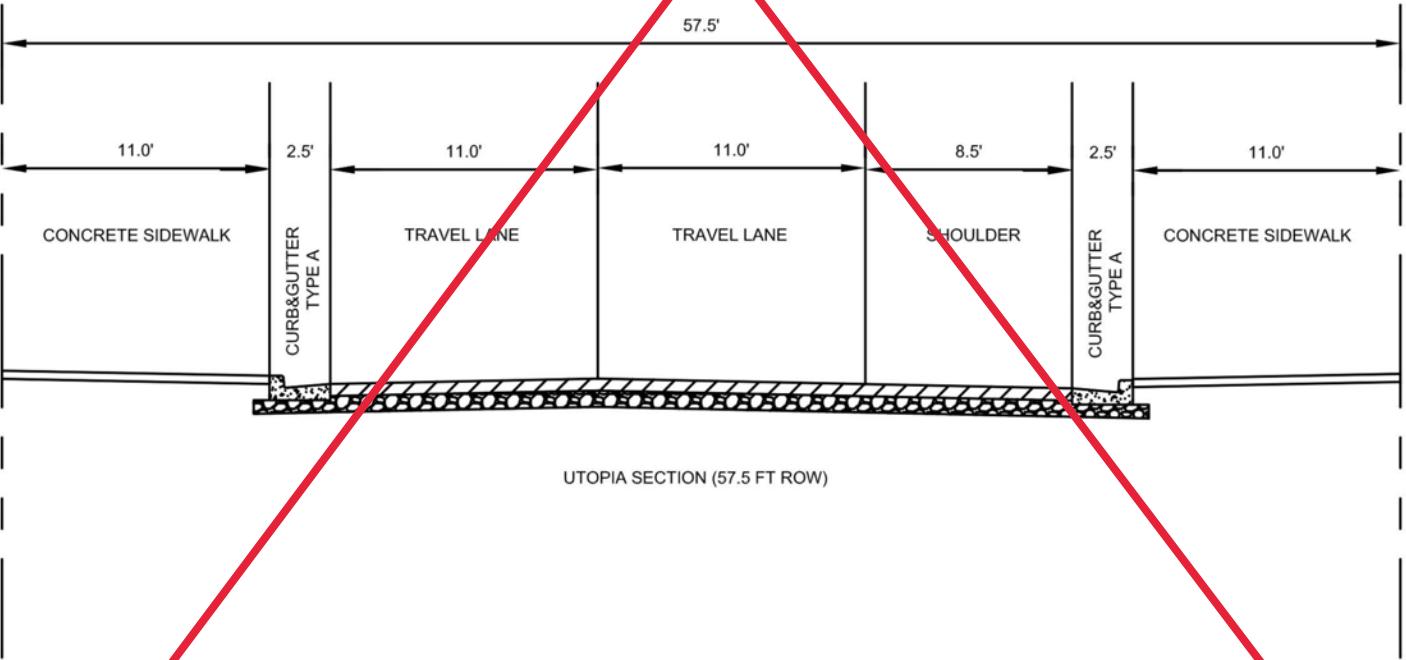 57.5'
11.0'
2.5'
11.0'
11.0'
8.5'
2.5'
11.0'
CONCRETE SIDEWALK
CURB&GUTTER
TYPE A
TRAVEL LANE
TRAVEL LANE
SHOULDER
CURB&GUTTER
TYPE A
CONCRETE SIDEWALK
UTOPIA SECTION (57.5 FT ROW)